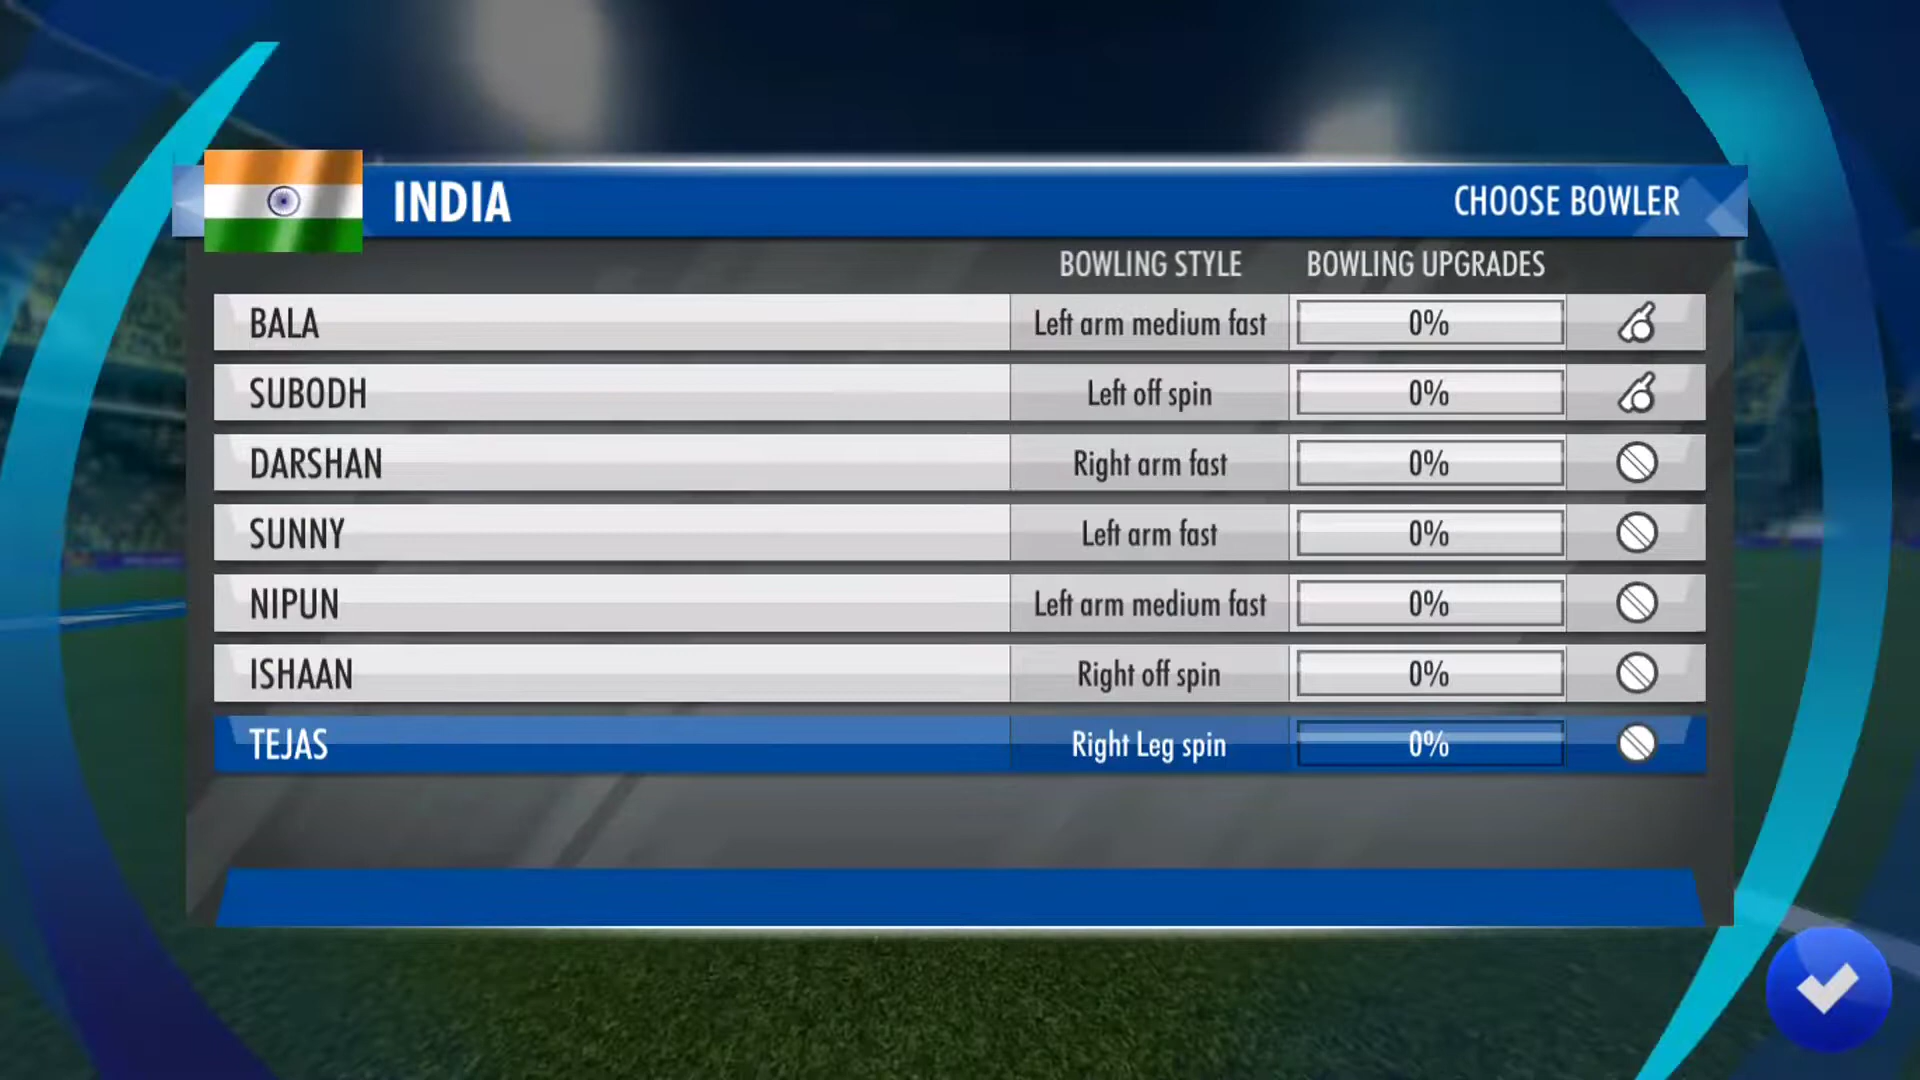 INDIA
CHOOSE BOWLER
BOWLING STYLE BOWLING UPGRADES
BALA Left arm medium fast 0%
SUBODH Left off spin 0%
DARSHAN Right arm fast 0%
SUNNY Left arm fast 0%
NIPUN Left arm medium fast 0%
ISHAAN Right off spin 0%
TEJAS Right Leg spin 0%